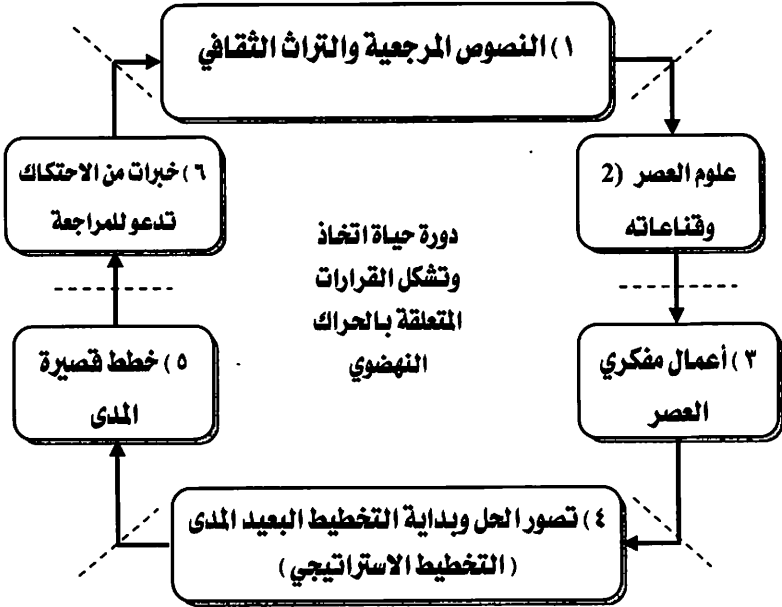 ١) النصوص المرجعية والتراث الثقافي
2) علوم العصر
وقناعاته
٣) أعمال مفكري
العصر
٤) تصور الحل وبداية التخطيط البعيد المدى
(التخطيط الاستراتيجي)
٥) خطط قصيرة
المدى
٦) خبرات من الاحتكاك
تدعو للمراجعة
دورة حياة اتخاذ
وتشكل القرارات
المتعلقة بالحراك
النهضوي